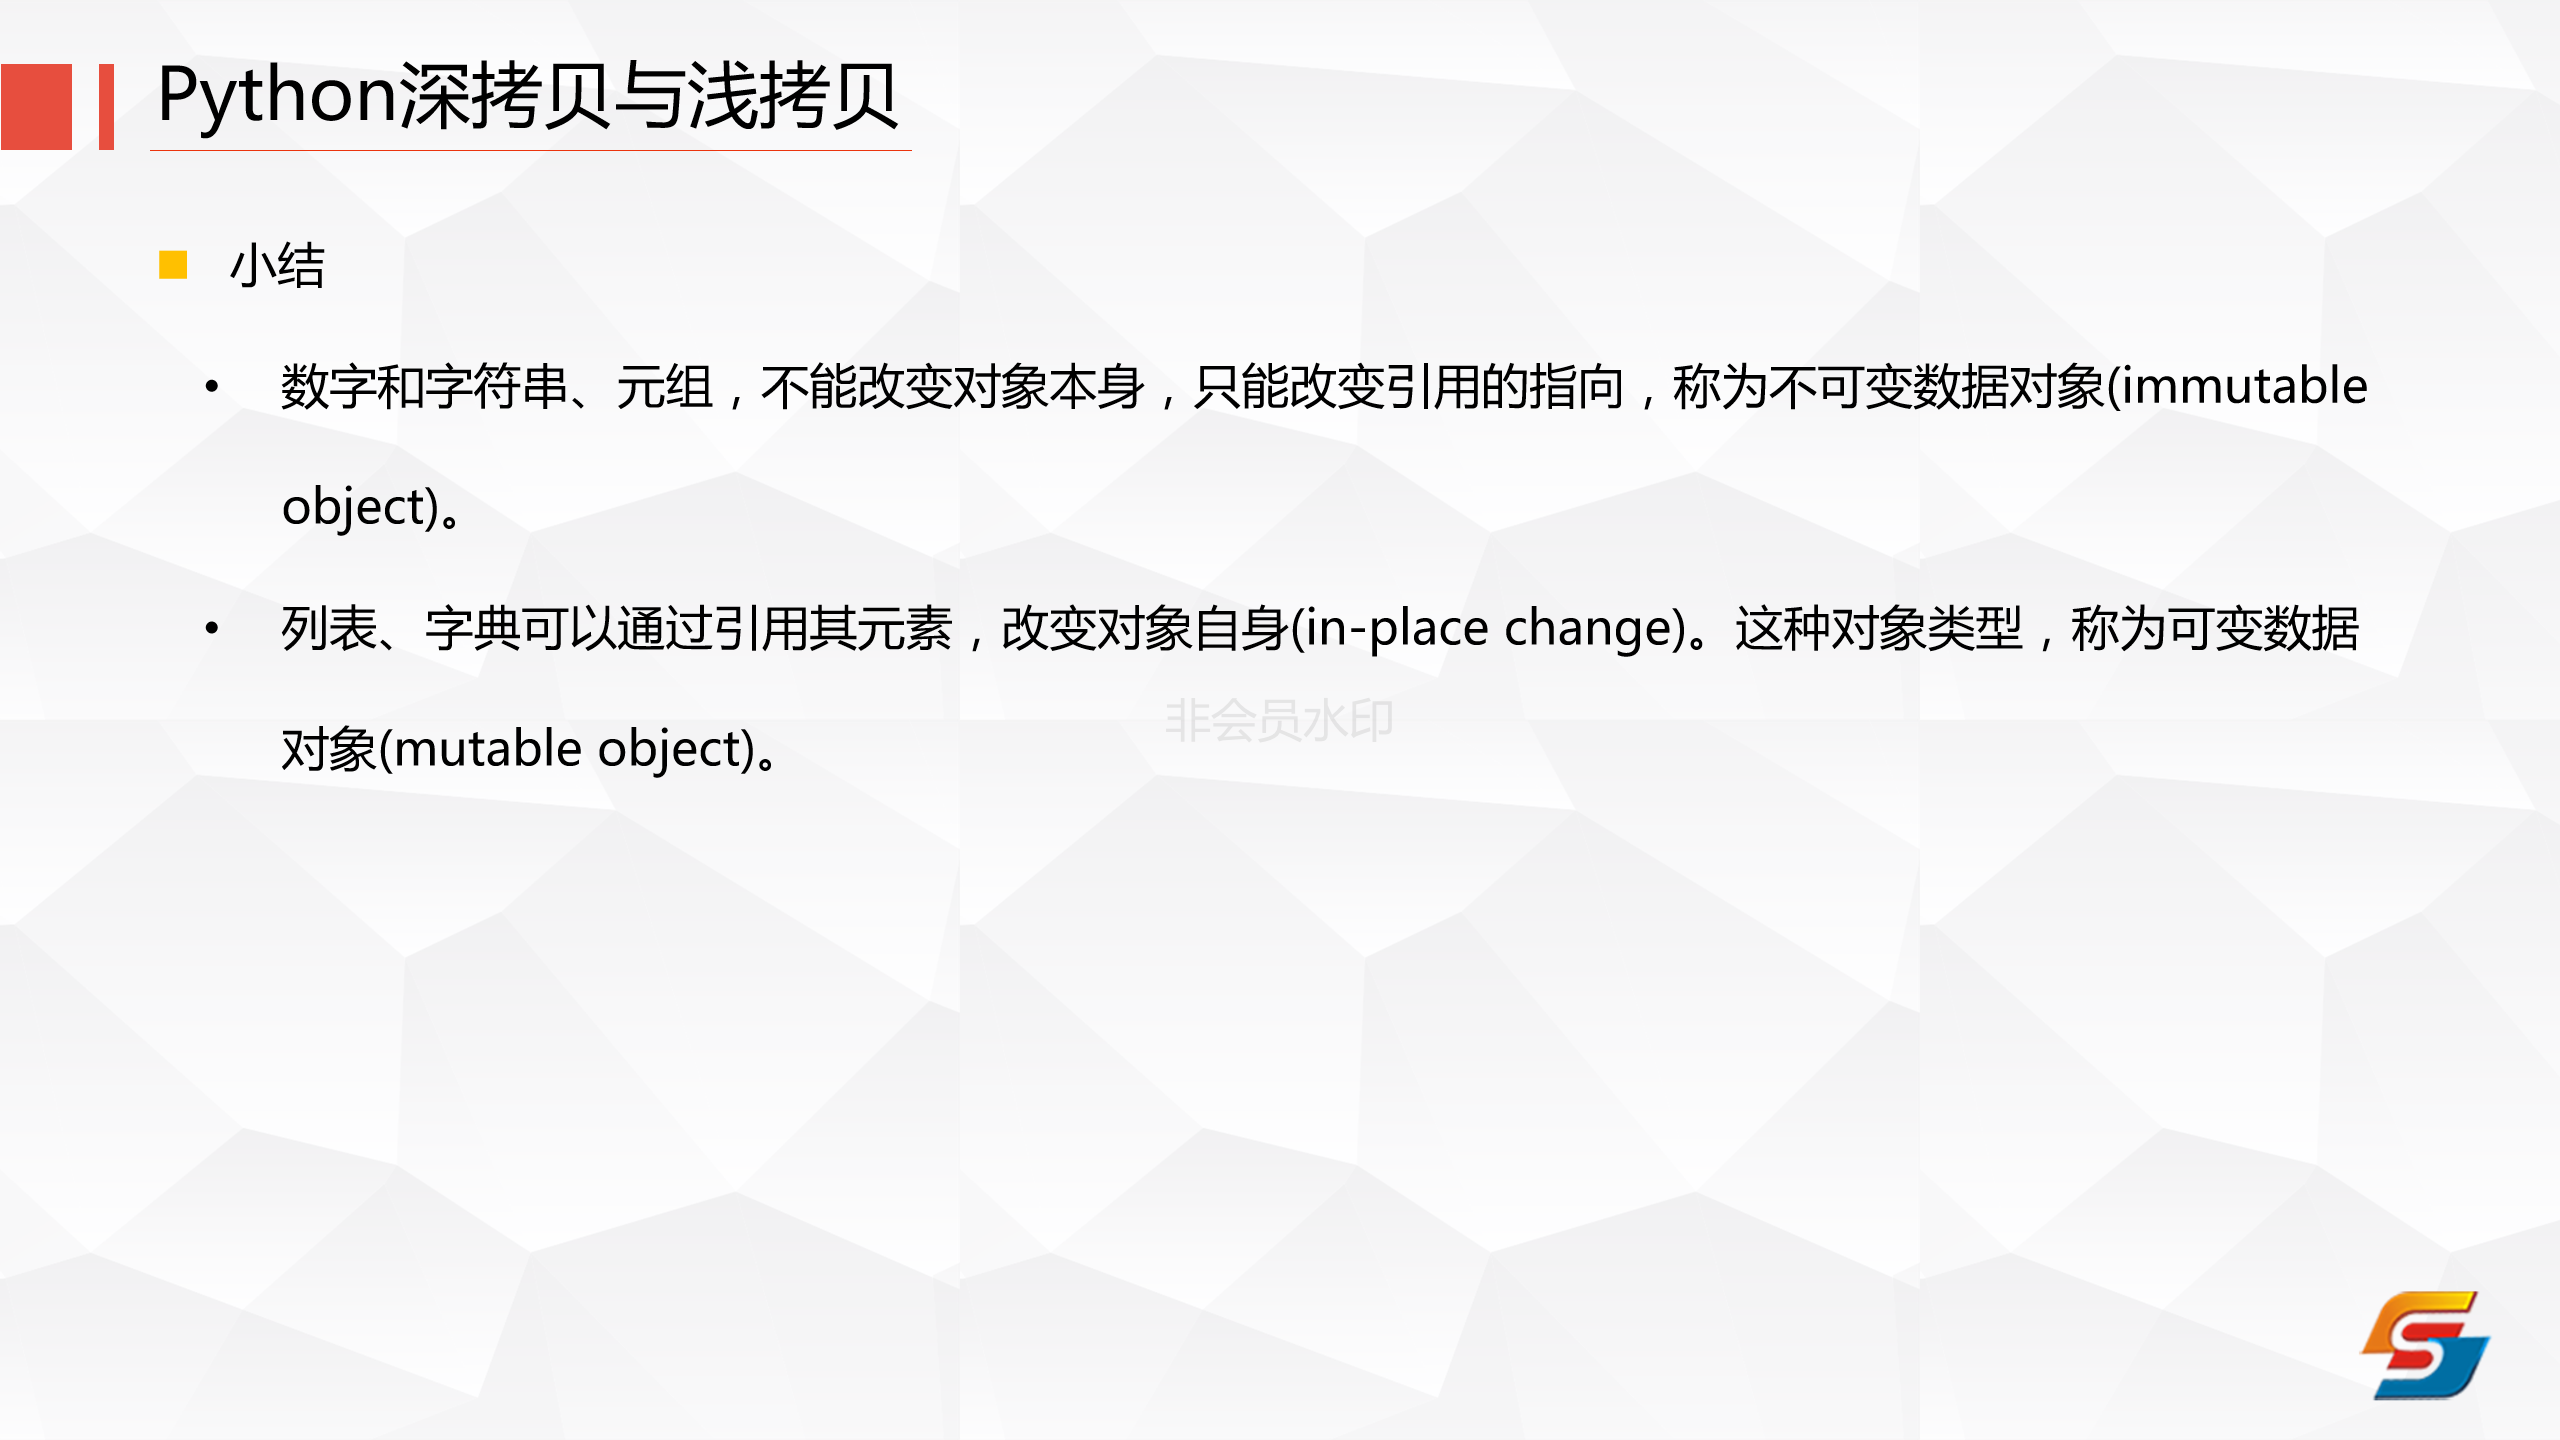 Python深拷贝与浅拷贝
■ 小结
• 数字和字符串、元组，不能改变对象本身，只能改变引用的指向，称为不可变数据对象(immutable
object)。
• 列表、字典可以通过引用其元素，改变对象自身(in-place change)。这种对象类型，称为可变数据
非会员水印
对象(mutable object)。